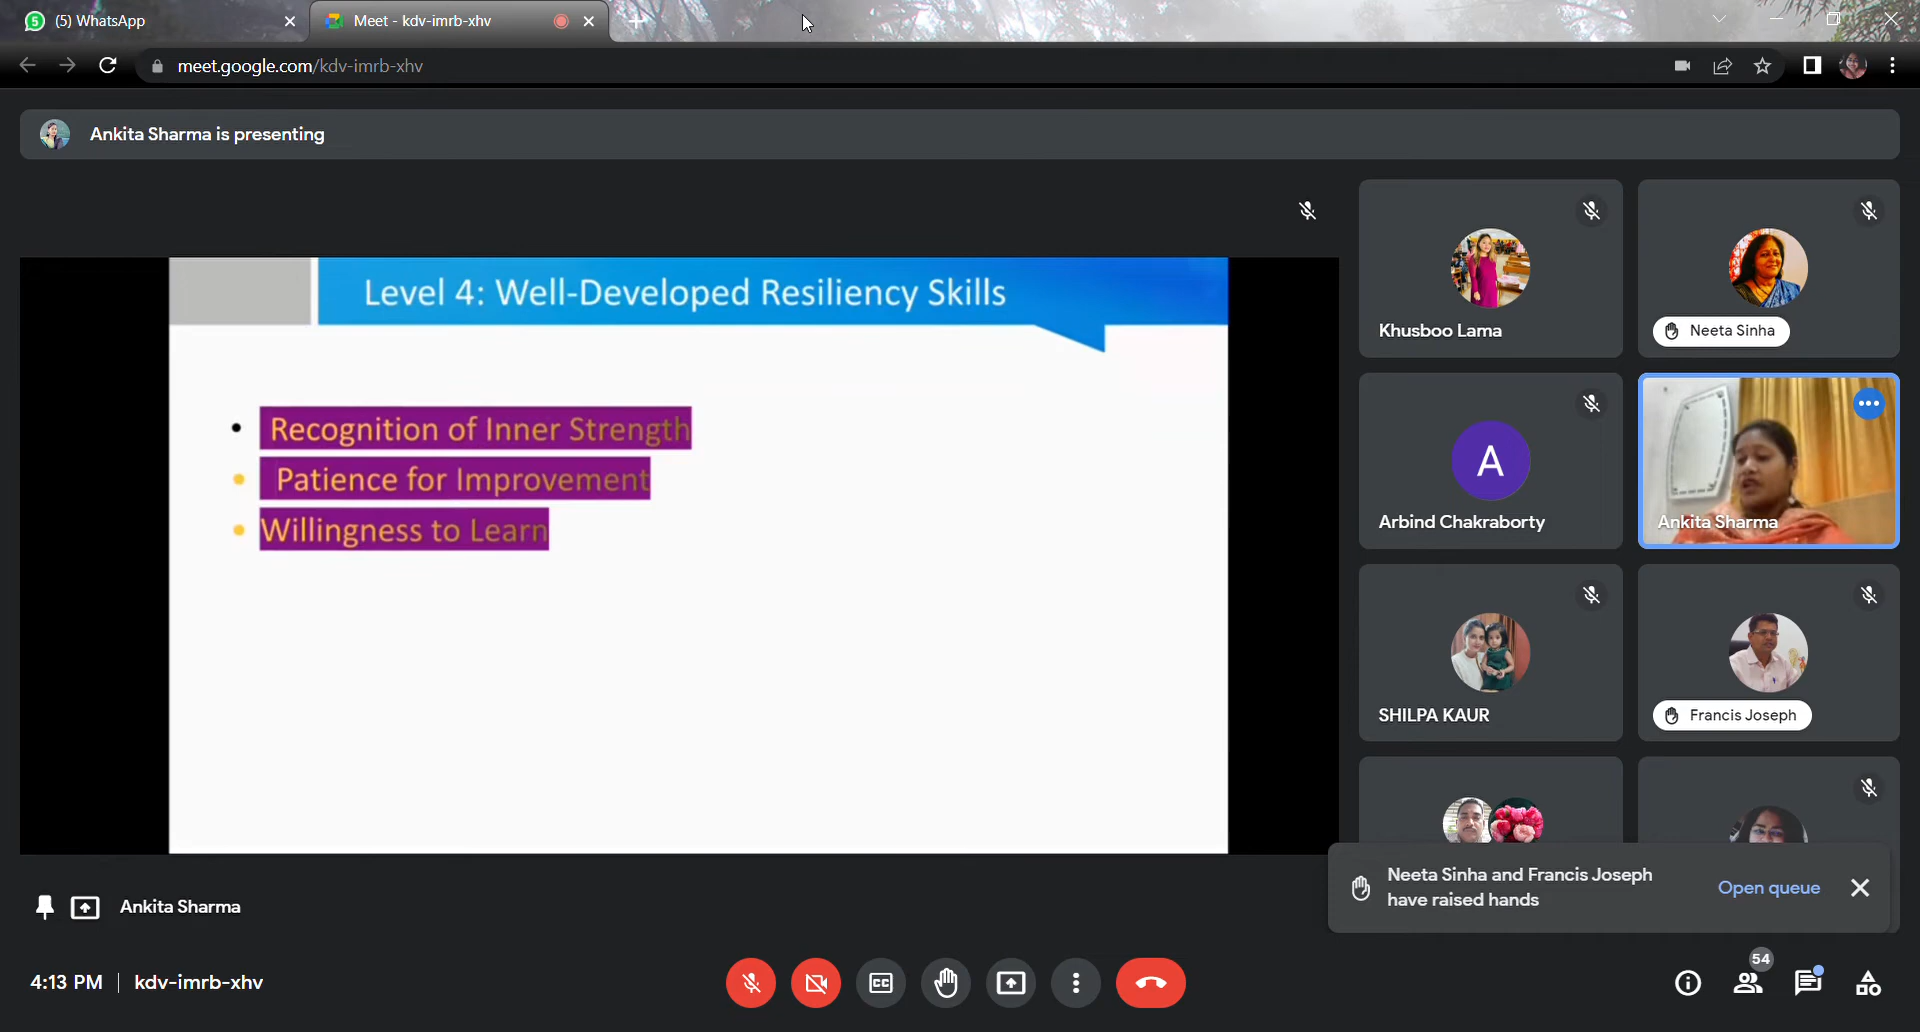 (5) WhatsApp
Meet - kdv-imrb-xhv
meet.google.com/kdv-imrb-xhv
Ankita Sharma is presenting
Level 4: Well-Developed Resiliency Skills
• Recognition of Inner Strength
• Patience for Improvement
• Willingness to Learn
Khusboo Lama
Neeta Sinha
A
Arbind Chakraborty
Ankita Sharma
SHILPA KAUR
Francis Joseph
Neeta Sinha and Francis Joseph
have raised hands
Open queue
Ankita Sharma
4:13 PM | kdv-imrb-xhv
CC
54